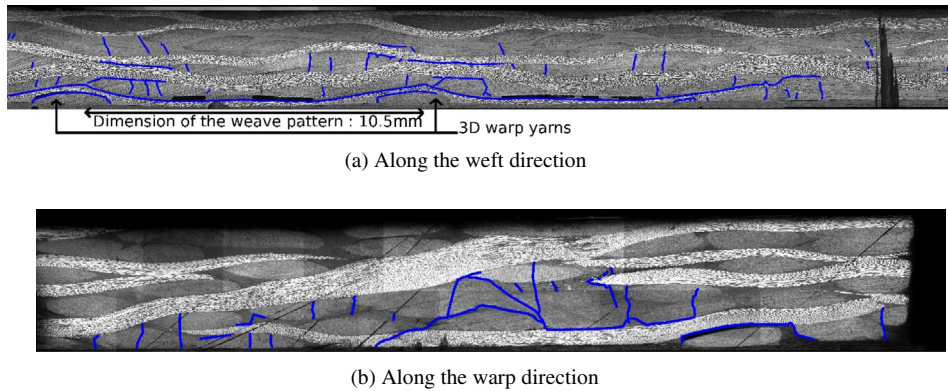 Dimension of the weave pattern : 10.5mm
3D warp yarns
(a) Along the weft direction
(b) Along the warp direction